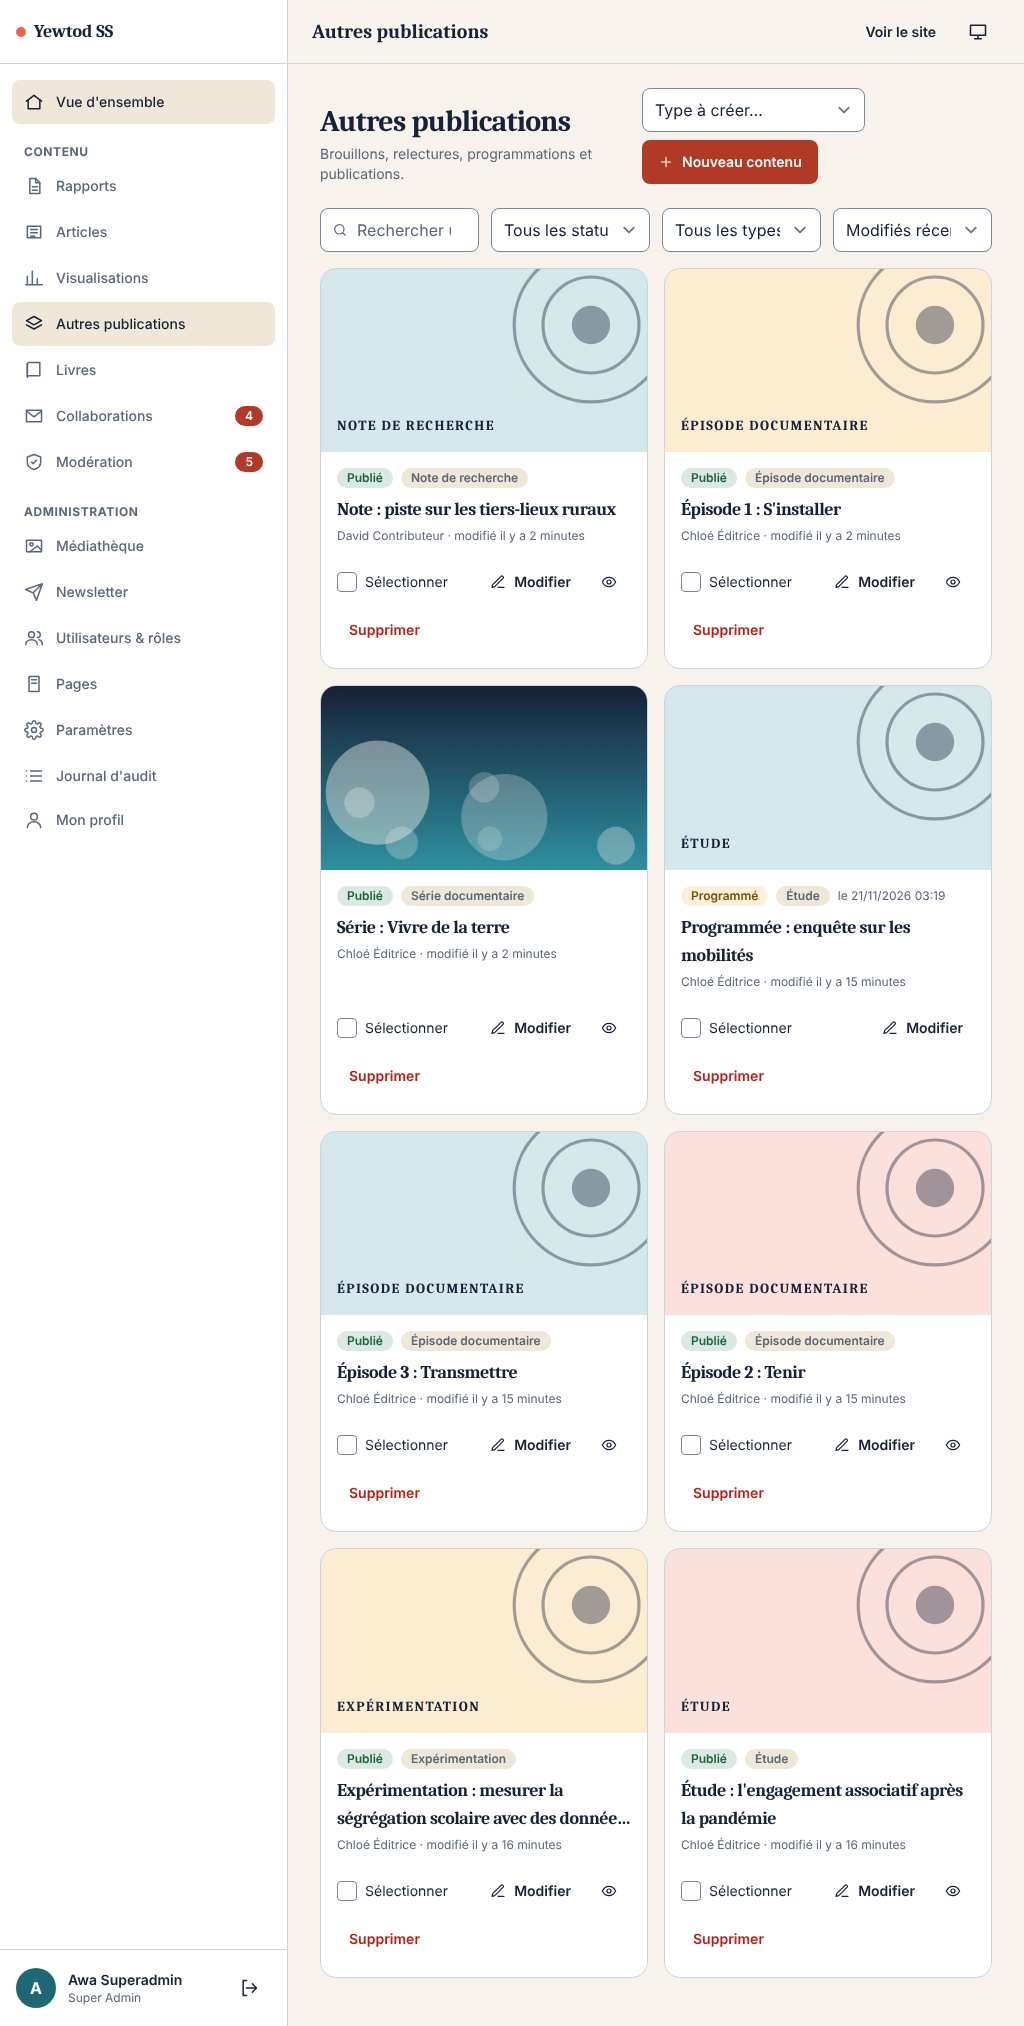 Yewtod SS
Vue d'ensemble
CONTENU
Rapports
Articles
Visualisations
Autres publications
Livres
Collaborations
4
Modération
5
ADMINISTRATION
Médiathèque
Newsletter
Utilisateurs & rôles
Pages
Paramètres
Journal d'audit
Mon profil
A
Awa Superadmin
Super Admin
Autres publications
Voir le site
Autres publications
Brouillons, relectures, programmations et
publications.
Type à créer...
Nouveau contenu
Rechercher
Tous les statu
Tous les types
Modifiés réce
NOTE DE RECHERCHE
Publié
Note de recherche
Note : piste sur les tiers-lieux ruraux
David Contributeur · modifié il y a 2 minutes
Sélectionner
Modifier
Supprimer
ÉPISODE DOCUMENTAIRE
Publié
Épisode documentaire
Épisode 1 : S'installer
Chloé Éditrice · modifié il y a 2 minutes
Sélectionner
Modifier
Supprimer
Publié
Série documentaire
Série : Vivre de la terre
Chloé Éditrice · modifié il y a 2 minutes
Sélectionner
Modifier
Supprimer
ÉTUDE
Programmé
Étude
le 21/11/2026 03:19
Programmée : enquête sur les
mobilités
Chloé Éditrice · modifié il y a 15 minutes
Sélectionner
Modifier
Supprimer
ÉPISODE DOCUMENTAIRE
Publié
Épisode documentaire
Épisode 3 : Transmettre
Chloé Éditrice · modifié il y a 15 minutes
Sélectionner
Modifier
Supprimer
ÉPISODE DOCUMENTAIRE
Publié
Épisode documentaire
Épisode 2 : Tenir
Chloé Éditrice · modifié il y a 15 minutes
Sélectionner
Modifier
Supprimer
EXPÉRIMENTATION
Publié
Expérimentation
Expérimentation : mesurer la
ségrégation scolaire avec des donnée...
Chloé Éditrice · modifié il y a 16 minutes
Sélectionner
Modifier
Supprimer
ÉTUDE
Publié
Étude
Étude : l'engagement associatif après
la pandémie
Chloé Éditrice · modifié il y a 16 minutes
Sélectionner
Modifier
Supprimer